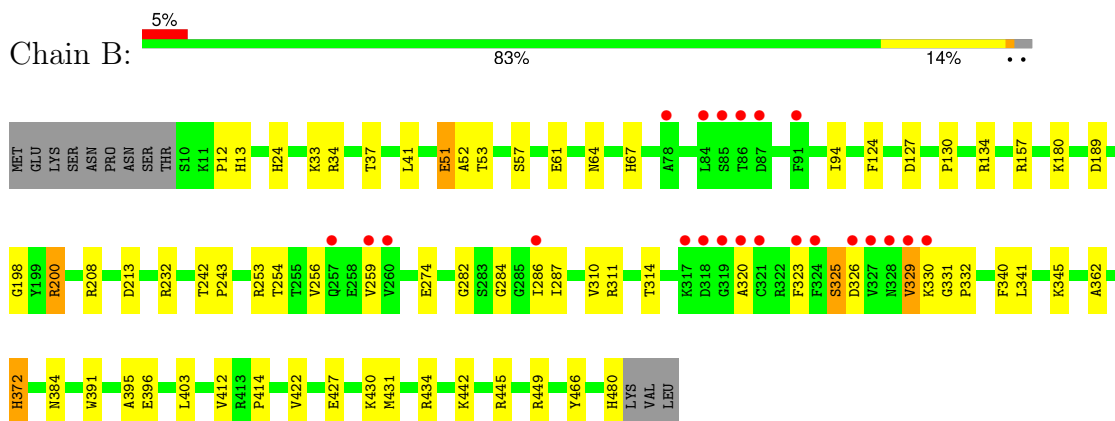 5%
Chain B:
83% 14% • •
MET GLU LYS SER ASN PRO ASN SER THR S10 K11 P12 H13 H24 K33 R34 T37 L41 E51 A52 T53 S57 E61 N64 H67 A78 L84 S85 T86 D87 F91 I94 F124 D127 P130 R134 R157 K180 D189
G198 Y199 R200 R208 D213 R232 T242 P243 R253 T254 T255 V256 Q257 E258 V259 V260 E274 G282 S283 G284 G285 I286 I287 V310 R311 T314 K317 D318 G319 A320 C321 R322 F323 F324 S325 D326 V327 N328 V329 K330 G331 P332 F340 L341 K345 A362
H372 N384 W391 A395 E396 L403 V412 R413 P414 V422 E427 K430 M431 R434 K442 R445 R449 Y466 H480 LYS VAL LEU